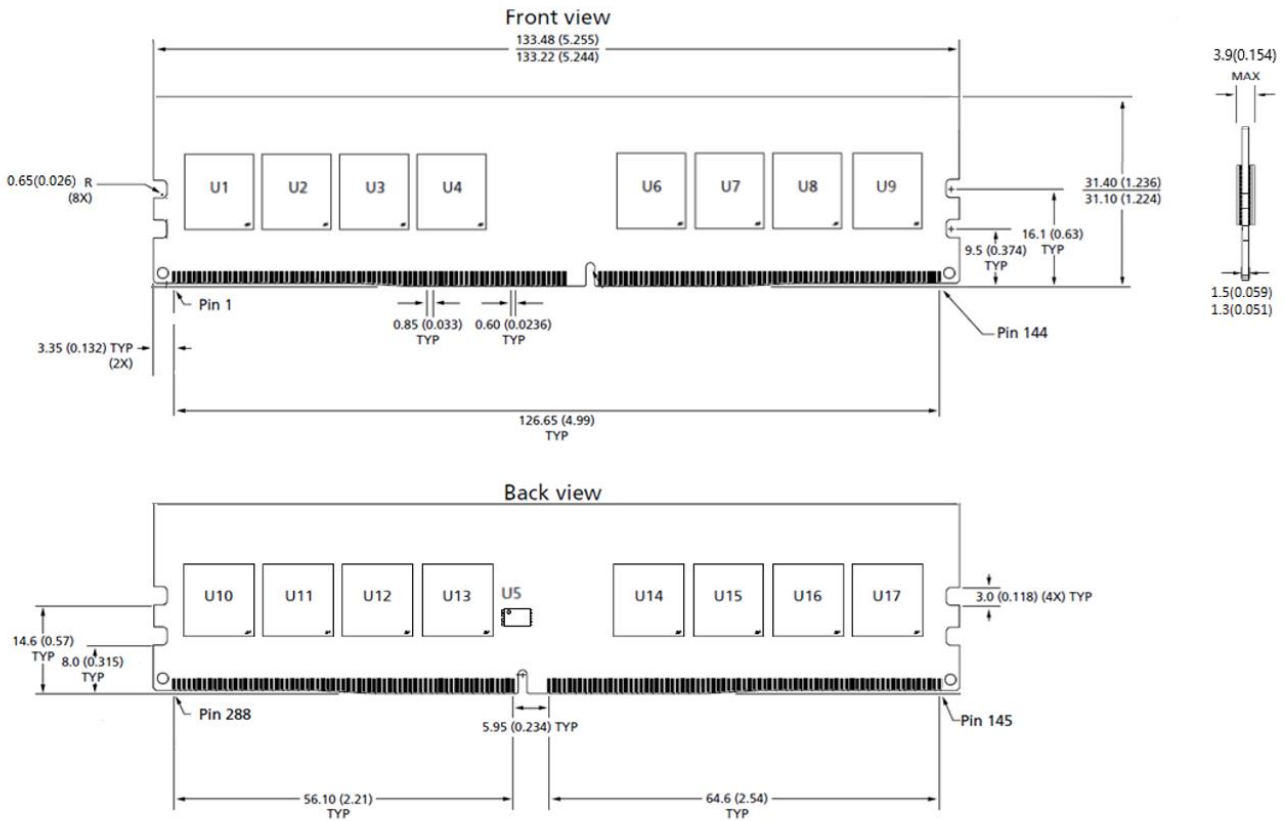 Front view
133.48 (5.255)
133.22 (5.244)
3.9(0.154)
MAX
U1 U2 U3 U4 U6 U7 U8 U9
0.65(0.026) R
(8X)
31.40 (1.236)
31.10 (1.224)
16.1 (0.63)
TYP
9.5 (0.374)
TYP
Pin 1
0.85 (0.033)
TYP
0.60 (0.0236)
TYP
1.5(0.059)
1.3(0.051)
Pin 144
3.35 (0.132) TYP
(2X)
126.65 (4.99)
TYP
Back view
U10 U11 U12 U13 U5 U14 U15 U16 U17
3.0 (0.118) (4X) TYP
14.6 (0.57)
TYP
8.0 (0.315)
TYP
Pin 288
5.95 (0.234) TYP
Pin 145
56.10 (2.21)
TYP
64.6 (2.54)
TYP